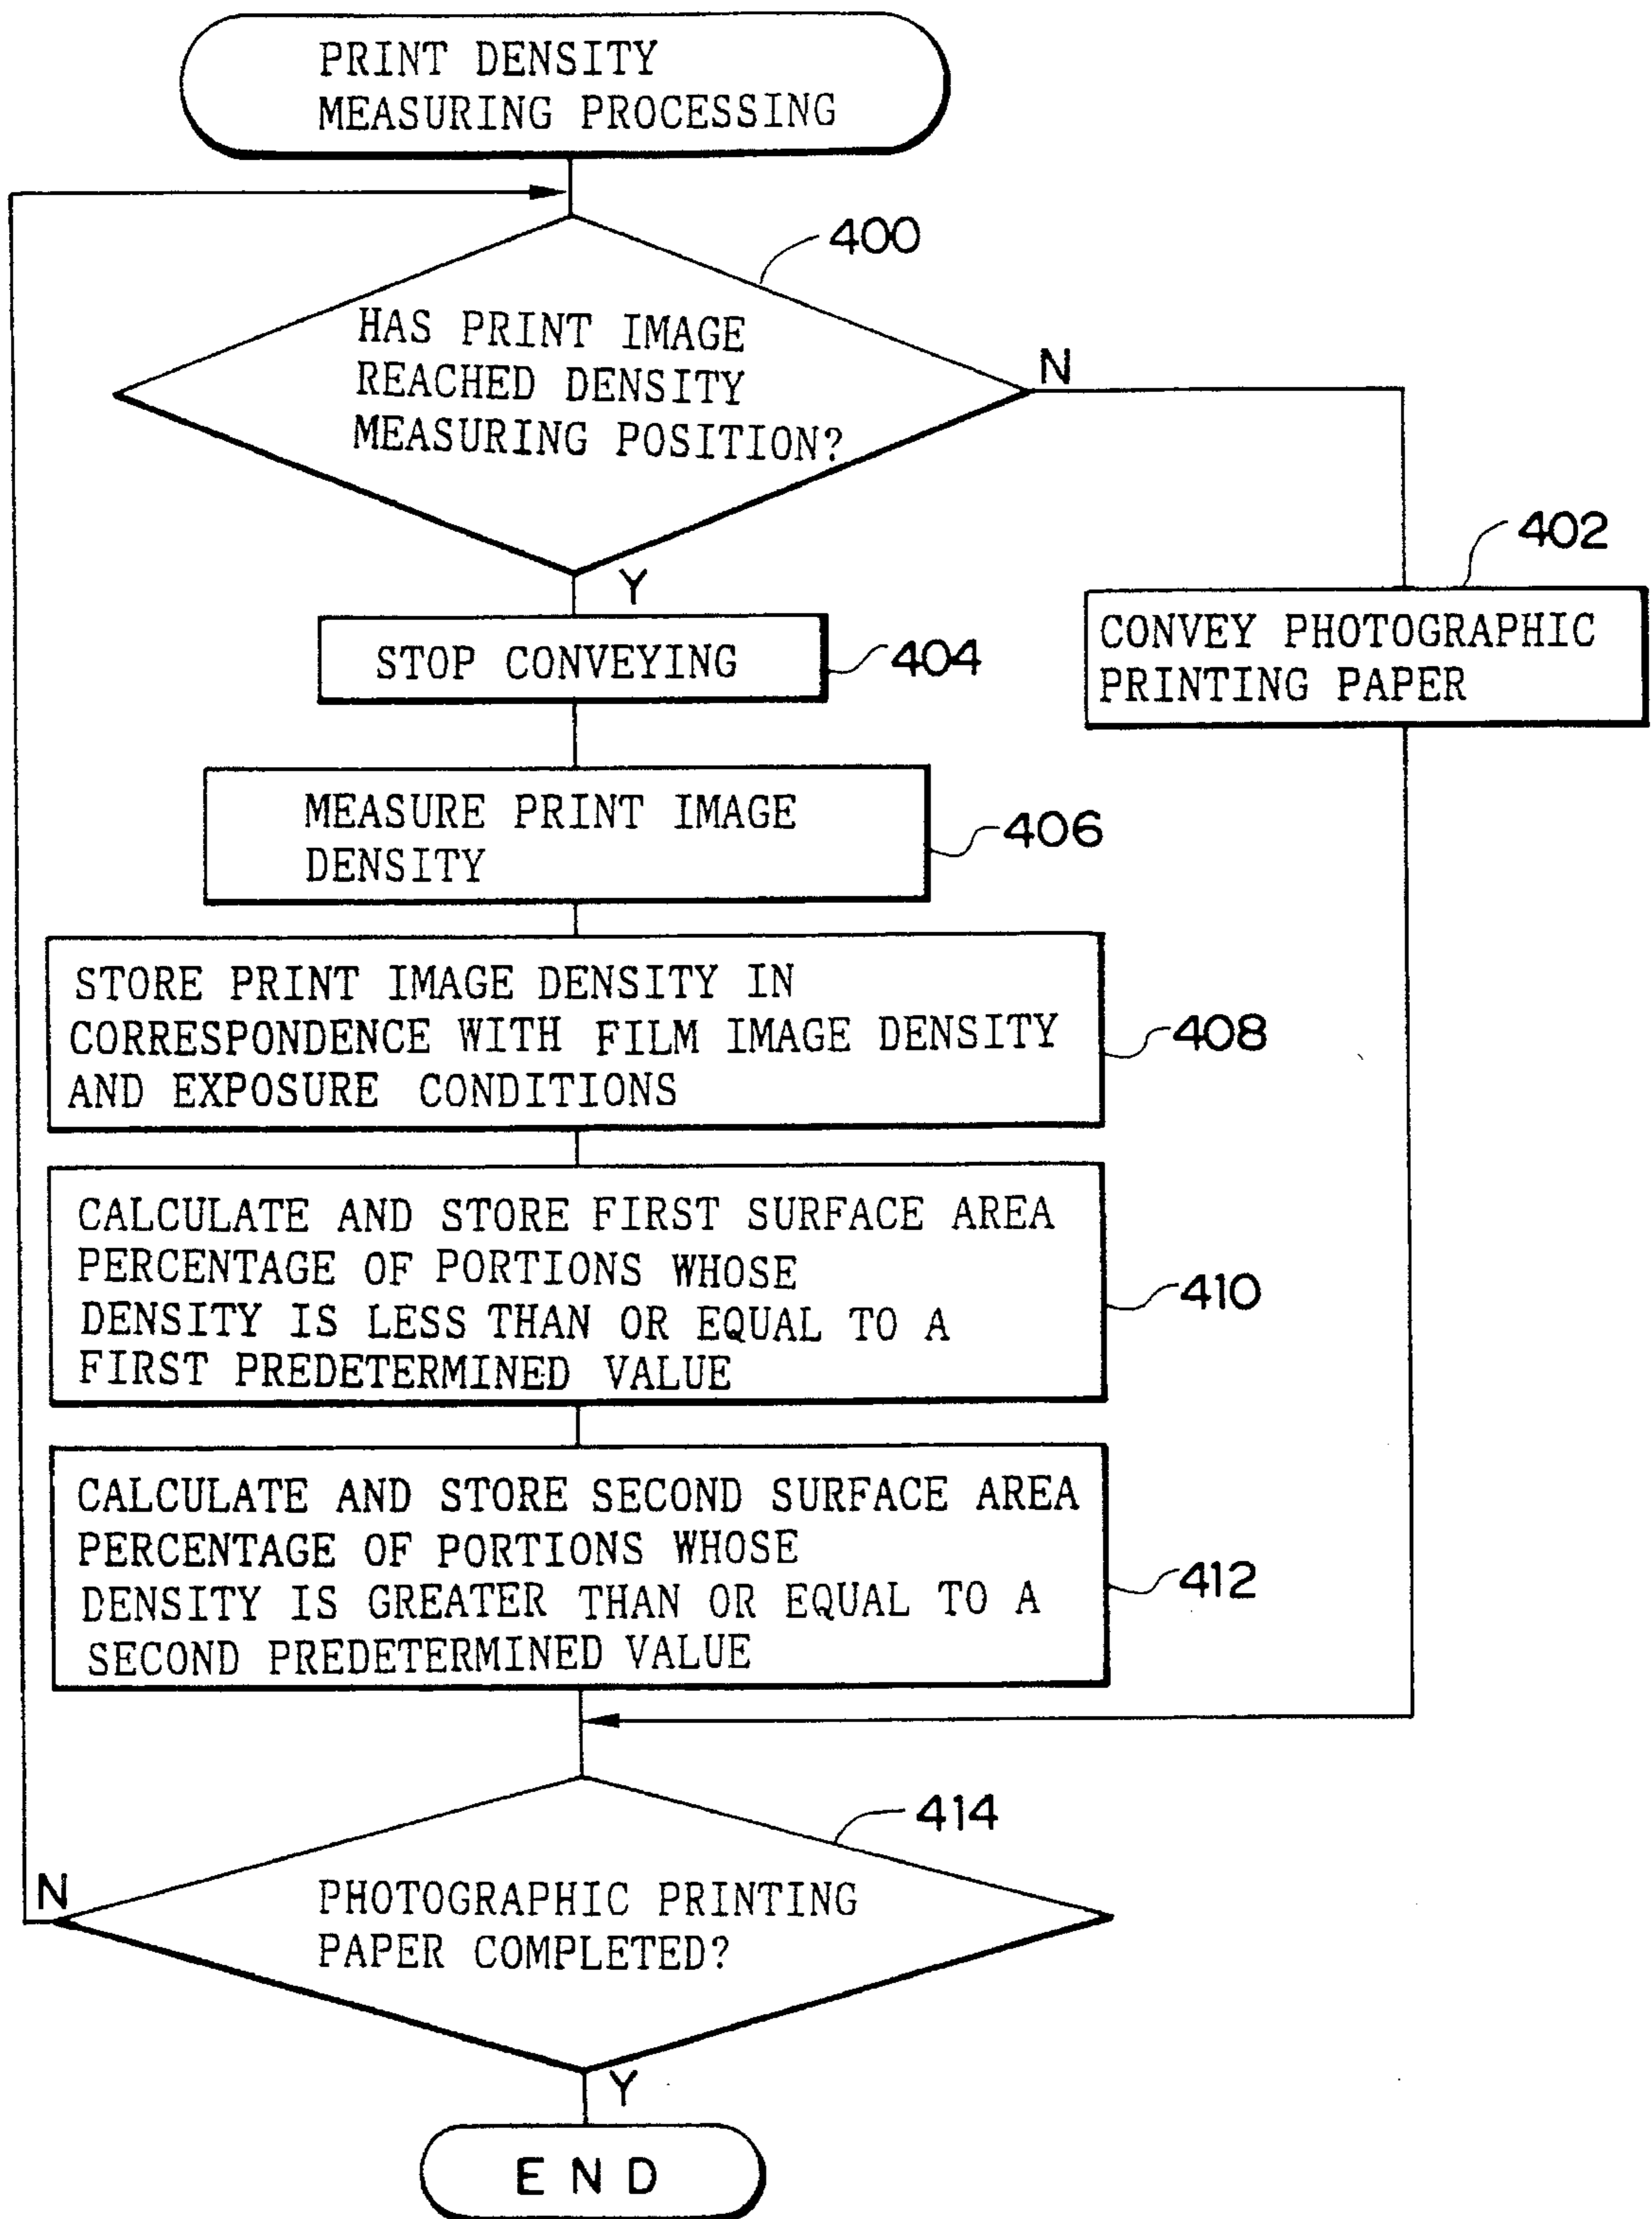 PRINT DENSITY
MEASURING PROCESSING
400
HAS PRINT IMAGE
REACHED DENSITY
MEASURING POSITION?
N
Y
402
CONVEY PHOTOGRAPHIC
PRINTING PAPER
STOP CONVEYING
404
MEASURE PRINT IMAGE
DENSITY
406
STORE PRINT IMAGE DENSITY IN
CORRESPONDENCE WITH FILM IMAGE DENSITY
AND EXPOSURE CONDITIONS
408
CALCULATE AND STORE FIRST SURFACE AREA
PERCENTAGE OF PORTIONS WHOSE
DENSITY IS LESS THAN OR EQUAL TO A
FIRST PREDETERMINED VALUE
410
CALCULATE AND STORE SECOND SURFACE AREA
PERCENTAGE OF PORTIONS WHOSE
DENSITY IS GREATER THAN OR EQUAL TO A
SECOND PREDETERMINED VALUE
412
414
N
PHOTOGRAPHIC PRINTING
PAPER COMPLETED?
Y
END